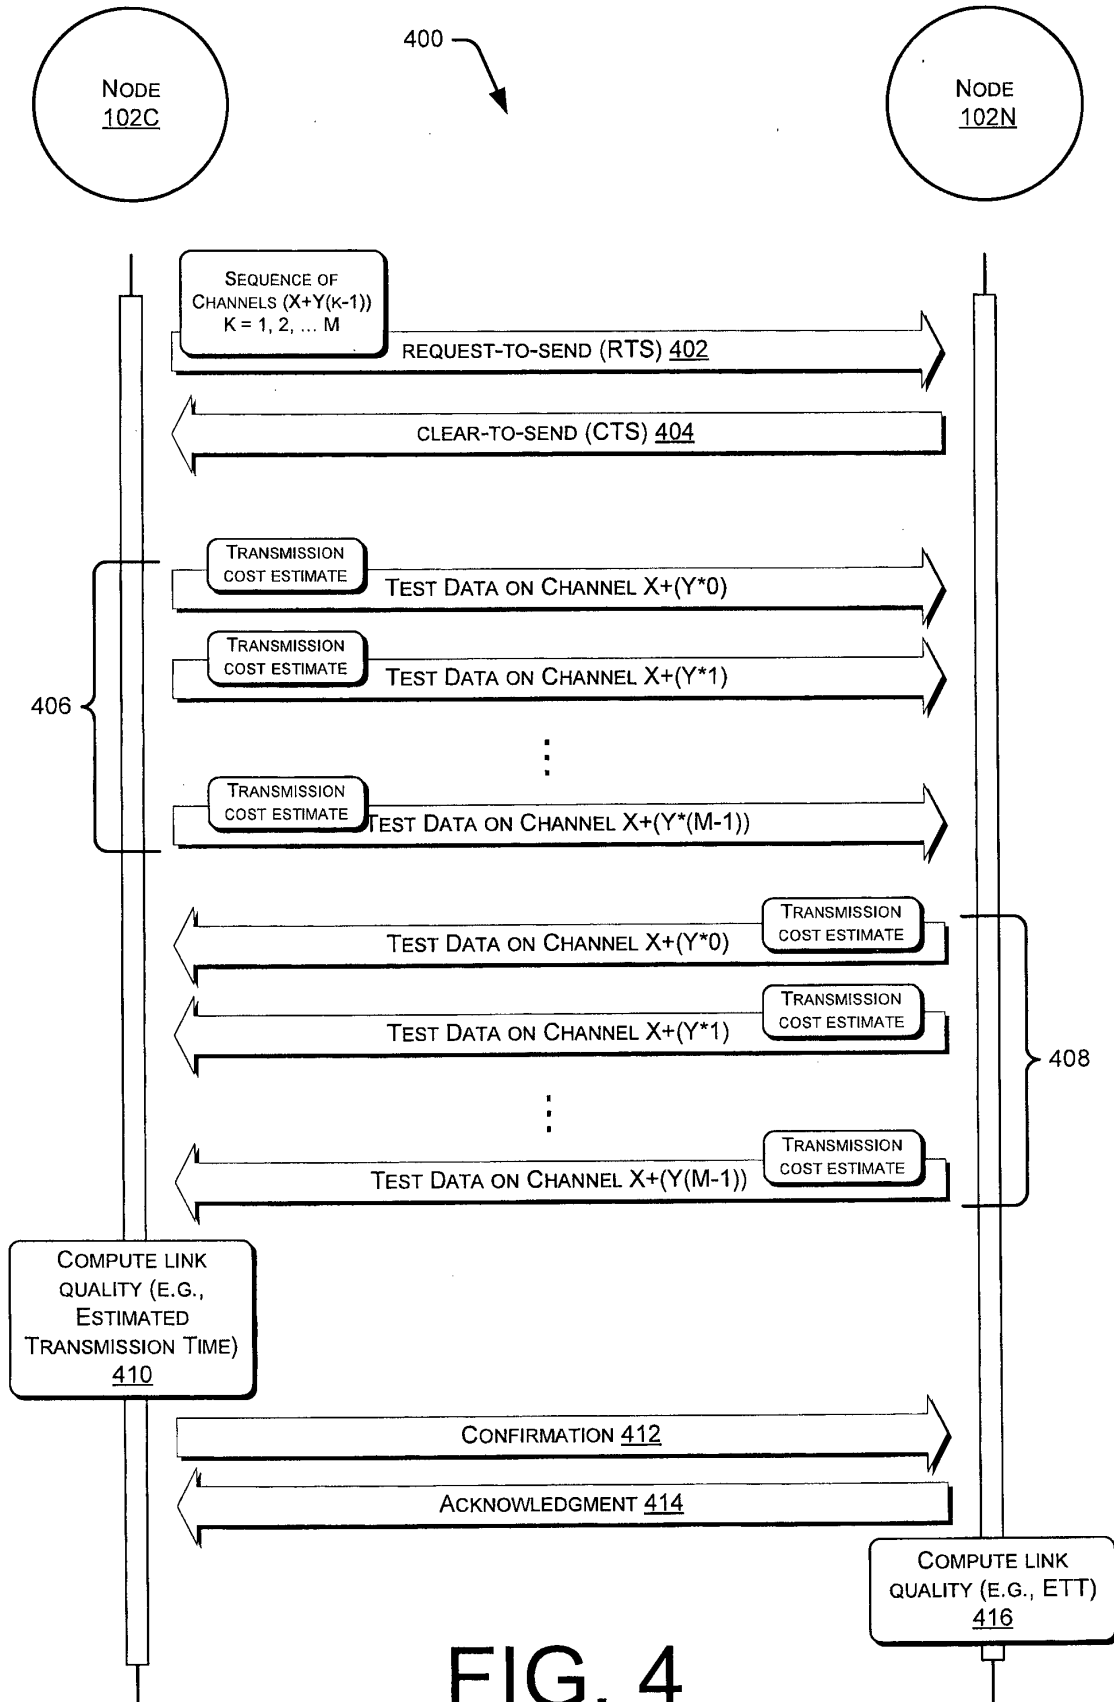 400
NODE
102C
NODE
102N
SEQUENCE OF
CHANNELS (X+Y(K-1))
K = 1, 2, ... M
REQUEST-TO-SEND (RTS) 402
CLEAR-TO-SEND (CTS) 404
TRANSMISSION
COST ESTIMATE
TEST DATA ON CHANNEL X+(Y*0)
TRANSMISSION
COST ESTIMATE
TEST DATA ON CHANNEL X+(Y*1)
406
TRANSMISSION
COST ESTIMATE
TEST DATA ON CHANNEL X+(Y*(M-1))
TRANSMISSION
COST ESTIMATE
TEST DATA ON CHANNEL X+(Y*0)
TRANSMISSION
COST ESTIMATE
TEST DATA ON CHANNEL X+(Y*1)
408
TRANSMISSION
COST ESTIMATE
TEST DATA ON CHANNEL X+(Y(M-1))
COMPUTE LINK
QUALITY (E.G.,
ESTIMATED
TRANSMISSION TIME)
410
CONFIRMATION 412
ACKNOWLEDGMENT 414
COMPUTE LINK
QUALITY (E.G., ETT)
416
FIG. 4